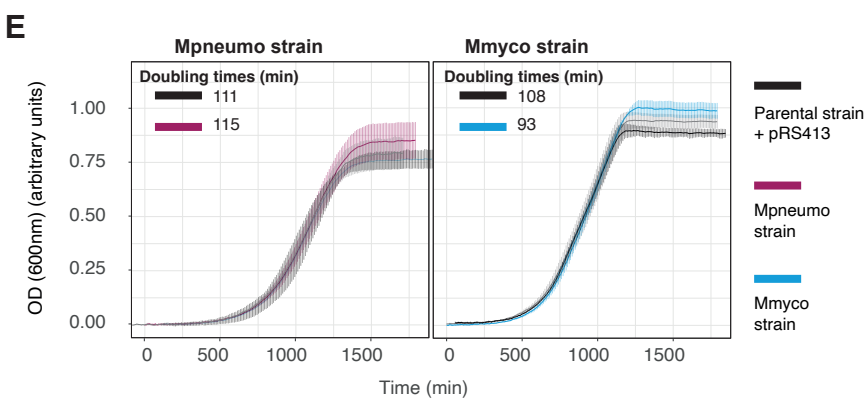 E
Mpneumo strain
Mmyco strain
Doubling times (min)
111
115
Doubling times (min)
108
93
OD (600nm) (arbitrary units)
1.00
0.75
0.50
0.25
0.00
0
500
1000
1500
0
500
1000
1500
Time (min)
Parental strain
+ pRS413
Mpneumo
strain
Mmyco
strain